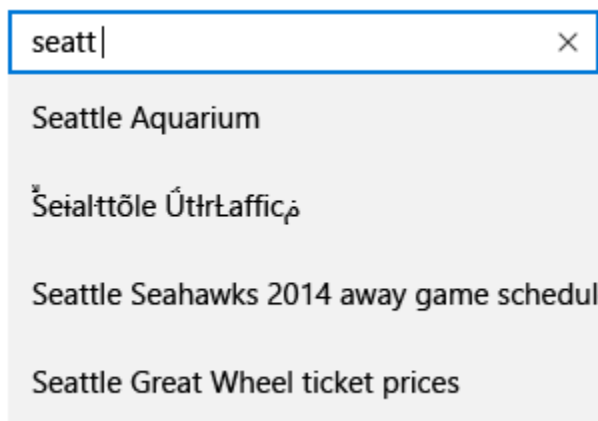 seatt
Seattle Aquarium
Seattle Seahawks 2014 away game schedul
Seattle Great Wheel ticket prices